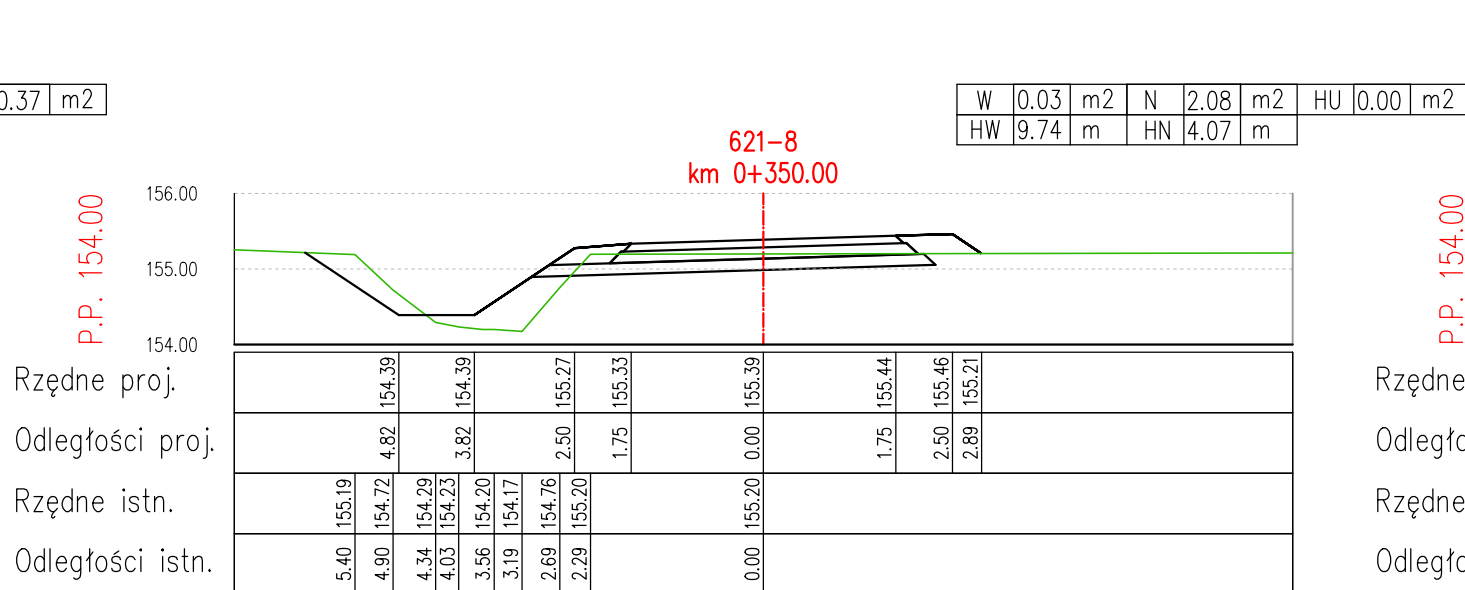 0.37 m2
W 0.03 m2 N 2.08 m2 HU 0.00 m2
HW 9.74 m HN 4.07 m
621-8
km 0+350.00
P.P. 154.00
156.00
155.00
154.00
P.P. 154.00
Rzędne proj. 154.39 154.39 155.27 155.33 155.39 155.44 155.46 155.21 Rzędne
Odległości proj. 4.82 3.82 2.50 1.75 0.00 1.75 2.50 2.89
Rzędne istn. 155.19 154.72 154.29 154.23 154.20 154.17 154.76 155.20 155.20 Rzędne
Odległości istn. 5.40 4.90 4.34 4.03 3.56 3.19 2.69 2.29 0.00